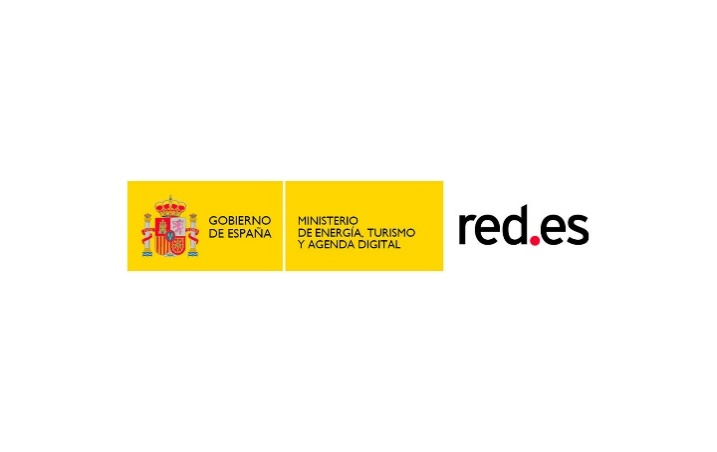 GOBIERNO
DE ESPAÑA
MINISTERIO
DE ENERGÍA, TURISMO
Y AGENDA DIGITAL
red.es